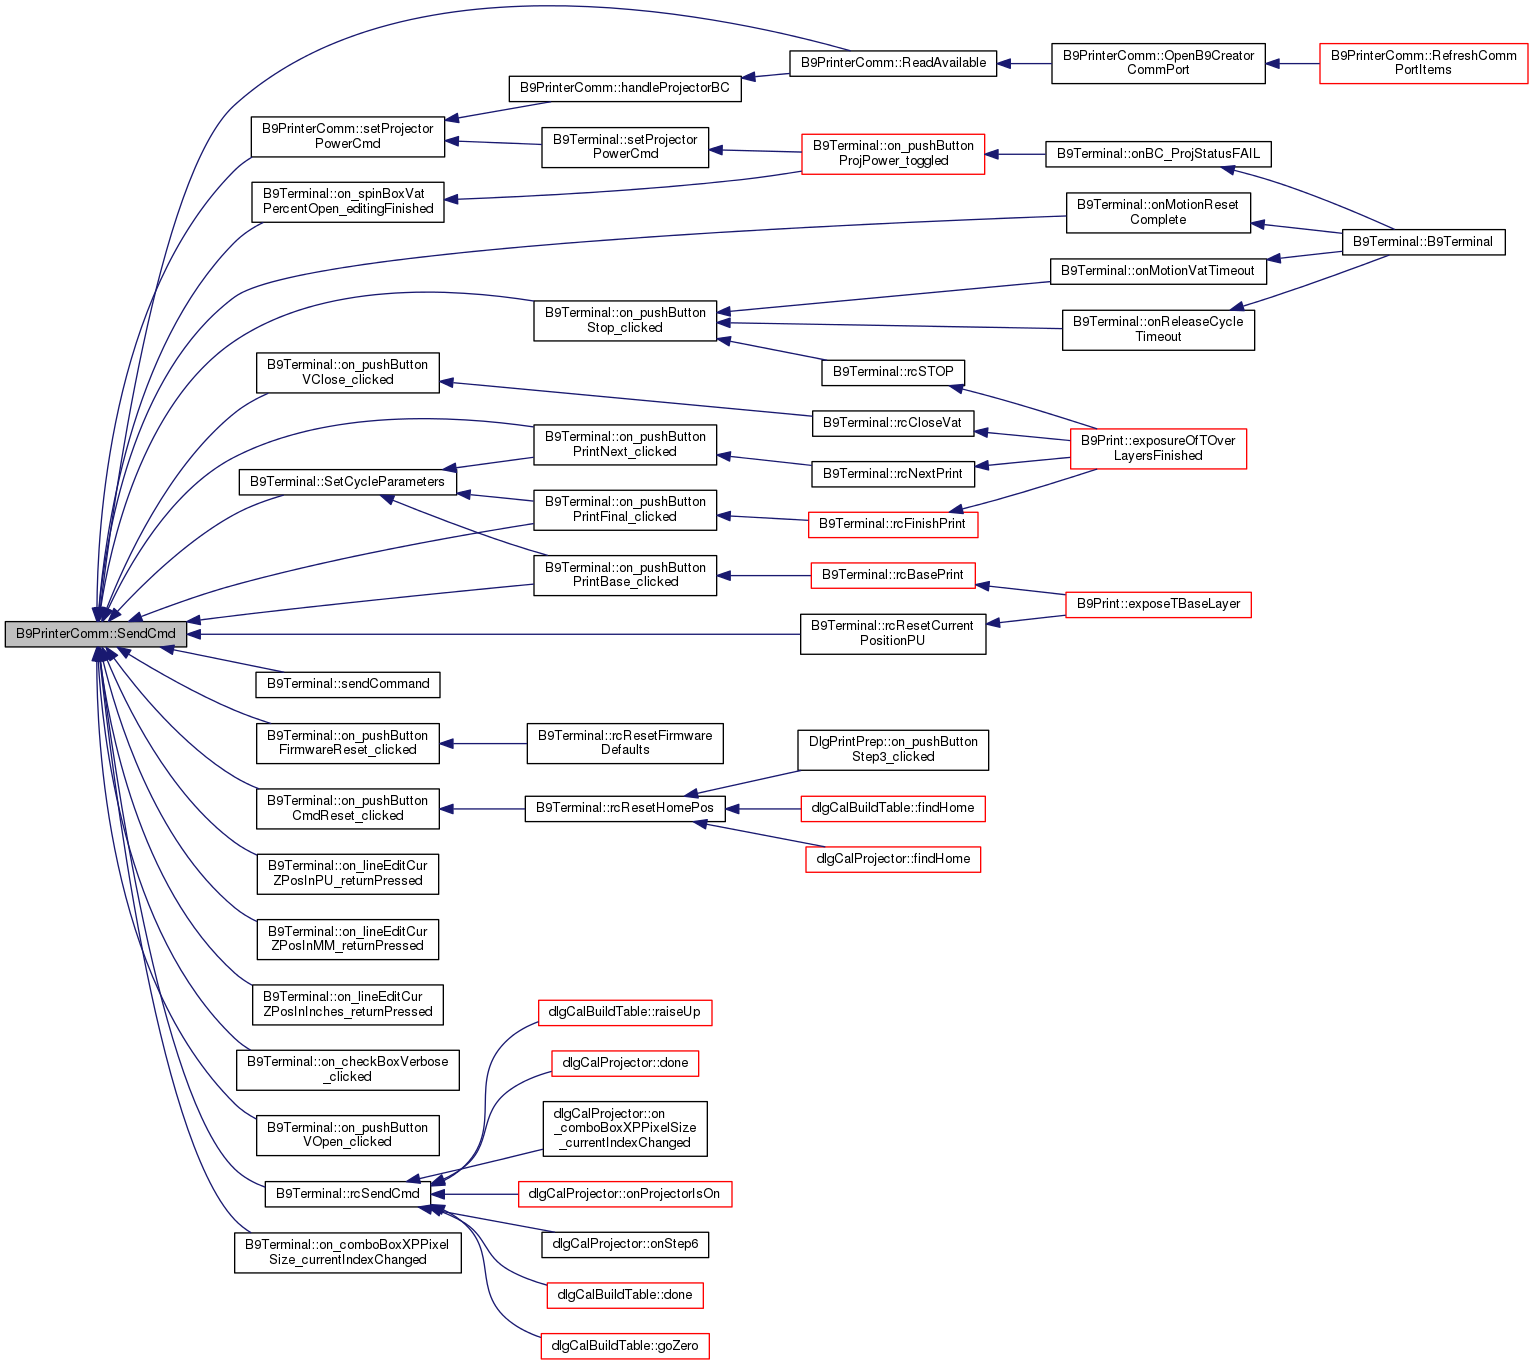 B9PrinterComm::ReadAvailable
B9PrinterComm::OpenB9Creator
CommPort
B9PrinterComm::RefreshComm
PortItems
B9PrinterComm::handleProjectorBC
B9PrinterComm::setProjector
PowerCmd
B9Terminal::setProjector
PowerCmd
B9Terminal::on_pushButton
ProjPower_toggled
B9Terminal::onBC_ProjStatusFAIL
B9Terminal::on_spinBoxVat
PercentOpen_editingFinished
B9Terminal::onMotionReset
Complete
B9Terminal::B9Terminal
B9Terminal::onMotionVatTimeout
B9Terminal::on_pushButton
Stop_clicked
B9Terminal::onReleaseCycle
Timeout
B9Terminal::rcSTOP
B9Terminal::on_pushButton
VClose_clicked
B9Terminal::rcCloseVat
B9Print::exposureOfTOver
LayersFinished
B9Terminal::on_pushButton
PrintNext_clicked
B9Terminal::rcNextPrint
B9Terminal::SetCycleParameters
B9Terminal::on_pushButton
PrintFinal_clicked
B9Terminal::rcFinishPrint
B9Terminal::on_pushButton
PrintBase_clicked
B9Terminal::rcBasePrint
B9Print::exposeTBaseLayer
B9PrinterComm::SendCmd
B9Terminal::rcResetCurrent
PositionPU
B9Terminal::sendCommand
B9Terminal::on_pushButton
FirmwareReset_clicked
B9Terminal::rcResetFirmware
Defaults
DlgPrintPrep::on_pushButton
Step3_clicked
B9Terminal::on_pushButton
CmdReset_clicked
B9Terminal::rcResetHomePos
dlgCalBuildTable::findHome
dlgCalProjector::findHome
B9Terminal::on_lineEditCur
ZPosInPU_returnPressed
B9Terminal::on_lineEditCur
ZPosInMM_returnPressed
B9Terminal::on_lineEditCur
ZPosInInches_returnPressed
dlgCalBuildTable::raiseUp
B9Terminal::on_checkBoxVerbose
_clicked
dlgCalProjector::done
B9Terminal::on_pushButton
VOpen_clicked
dlgCalProjector::on
_comboBoxXPPixelSize
_currentIndexChanged
B9Terminal::rcSendCmd
dlgCalProjector::onProjectorIsOn
B9Terminal::on_comboBoxXPPixel
Size_currentIndexChanged
dlgCalProjector::onStep6
dlgCalBuildTable::done
dlgCalBuildTable::goZero